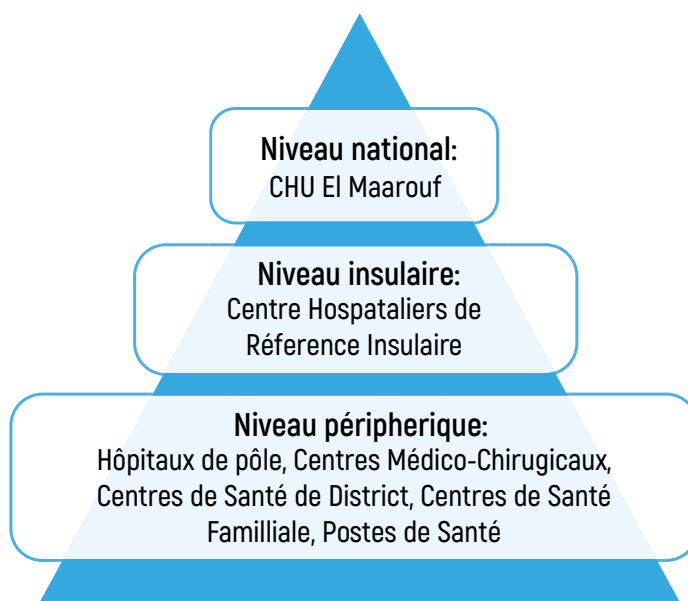 Niveau national:
CHU El Maarouf
Niveau insulaire:
Centre Hospataliers de
Réference Insulaire
Niveau péripherique:
Hôpitaux de pôle, Centres Médico-Chirugicaux,
Centres de Santé de District, Centres de Santé
Familliale, Postes de Santé